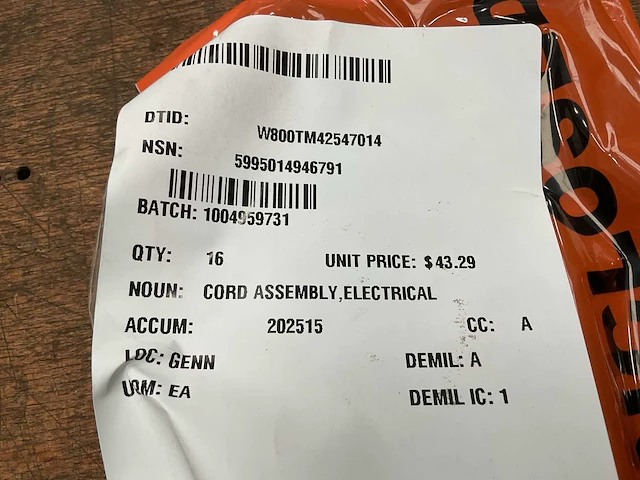 DTID: W800TM42547014
NSN: 5995014946791
BATCH: 1004959731
QTY: 16 UNIT PRICE: $43.29
NOUN: CORD ASSEMBLY,ELECTRICAL
ACCUM: 202515 CC: A
LOC: GENN DEMIL: A
UOM: EA DEMIL IC: 1